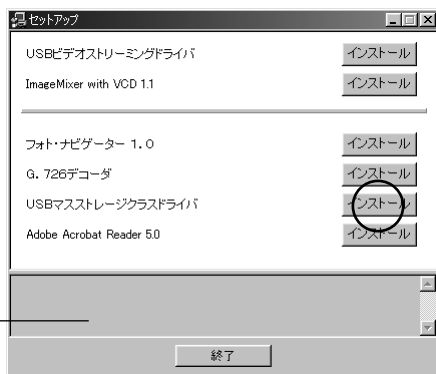 セットアップ
USBビデオストリーミングドライバ インストール
ImageMixer with VCD 1.1 インストール
フォト・ナビゲーター 1.0 インストール
G. 726デコーダ インストール
USBマスストレージクラスドライバ インストール
Adobe Acrobat Reader 5.0 インストール
終了